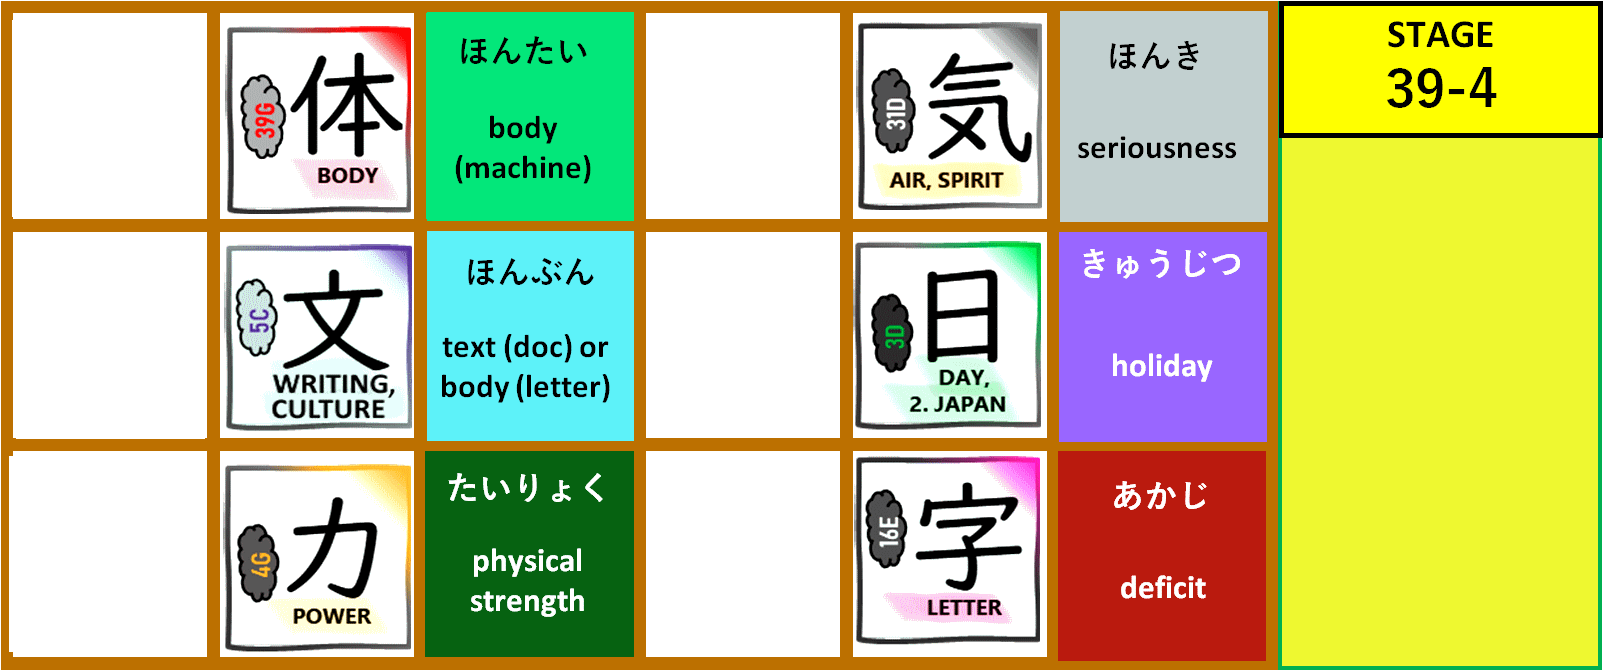 39G
体
BODY
ほんたい
body
(machine)
31D
気
AIR, SPIRIT
ほんき
seriousness
STAGE
39-4
5C
文
WRITING,
CULTURE
ほんぶん
text (doc) or
body (letter)
3D
日
DAY,
2. JAPAN
きゅうじつ
holiday
4G
力
POWER
たいりょく
physical
strength
16E
字
LETTER
あかじ
deficit